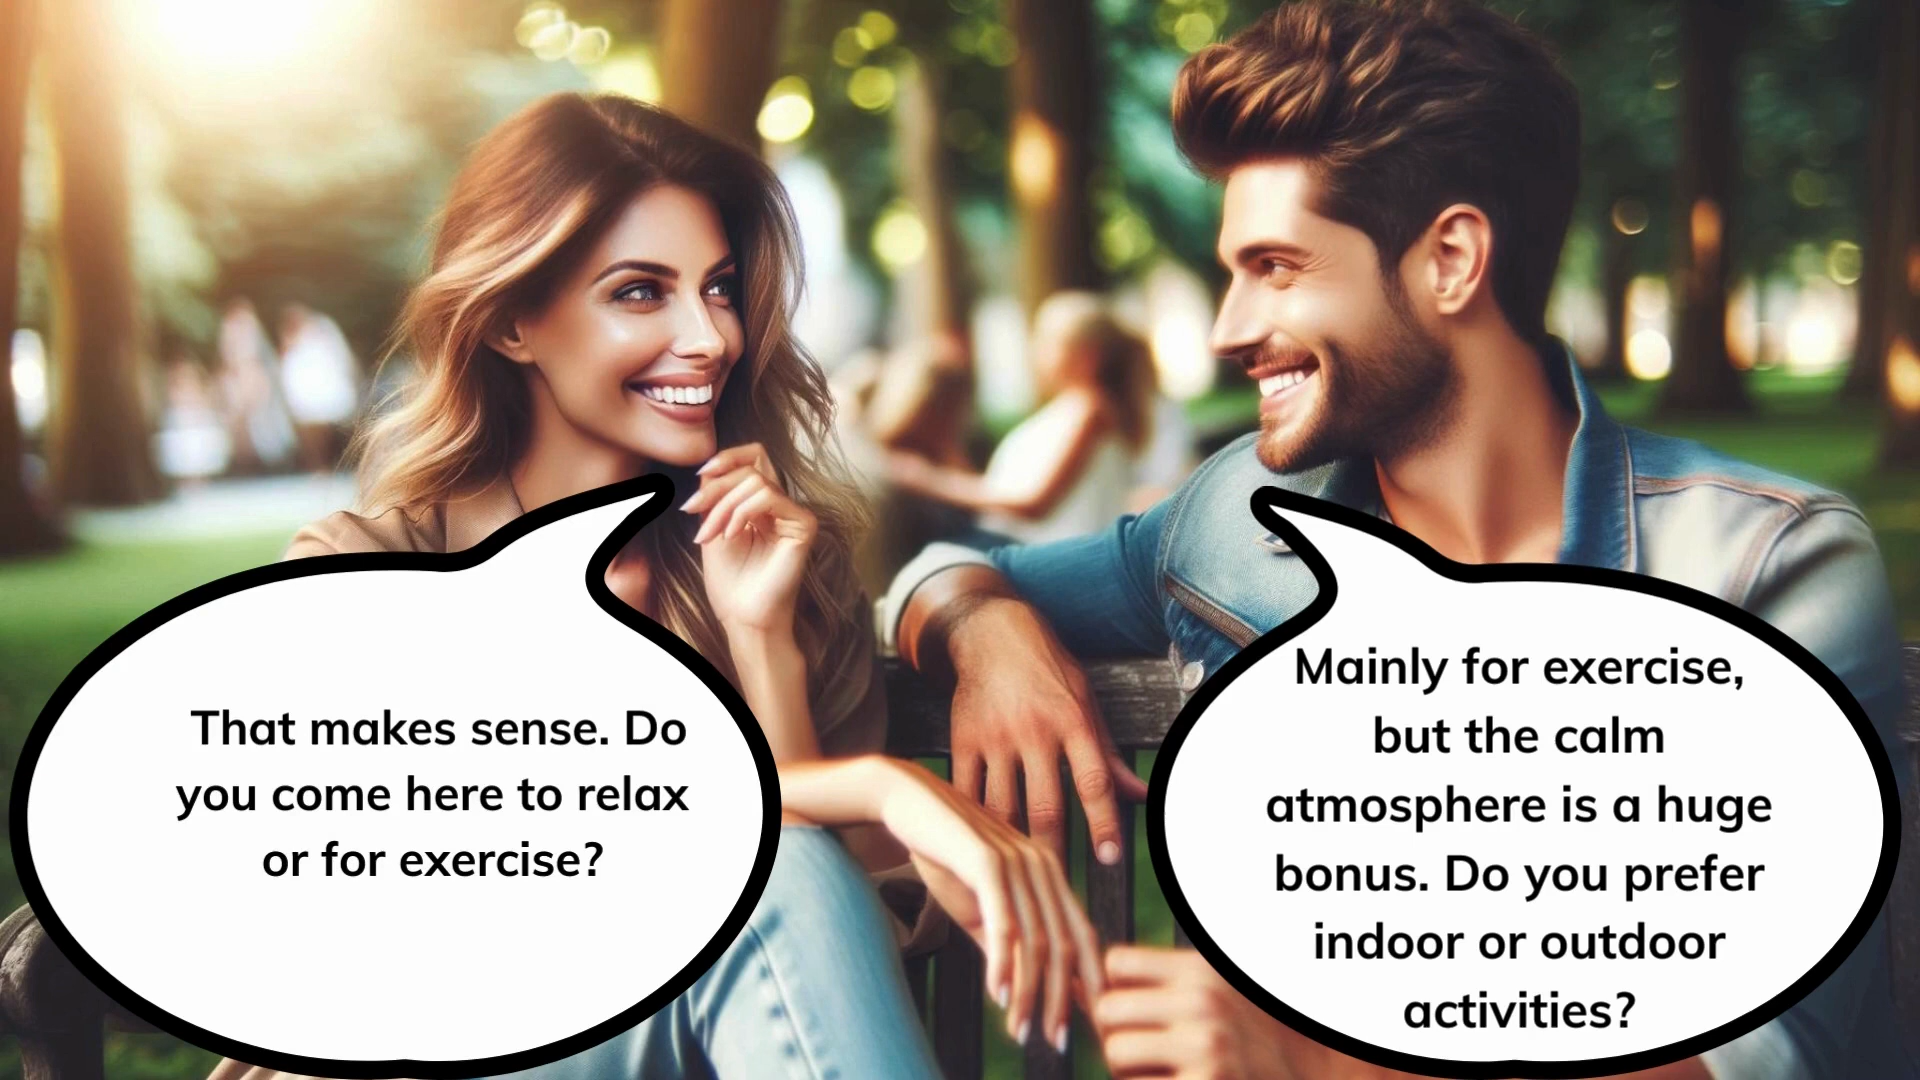 That makes sense. Do
you come here to relax
or for exercise?
Mainly for exercise,
but the calm
atmosphere is a huge
bonus. Do you prefer
indoor or outdoor
activities?